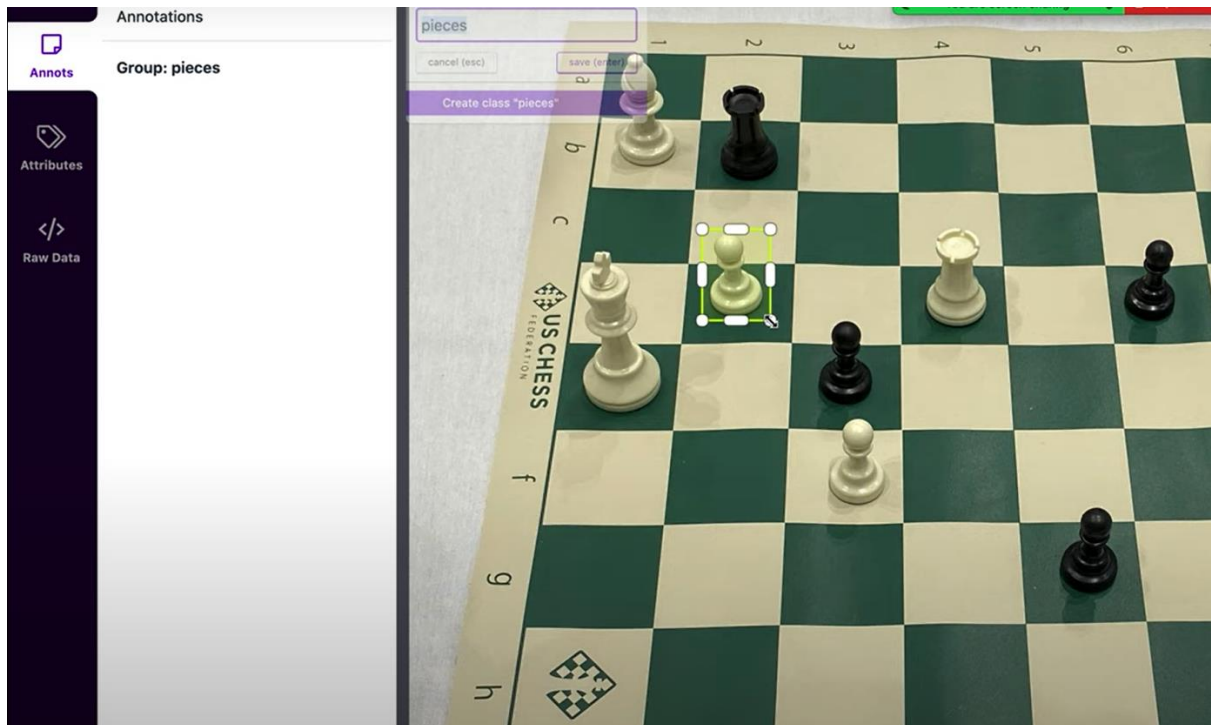 Annotations
Group: pieces
Annots
Attributes
</>
Raw Data
pieces
cancel (esc)
save (enter)
Create class "pieces"
1
2
3
4
5
6
a
b
c
US CHESS
FEDERATION
f
g
h